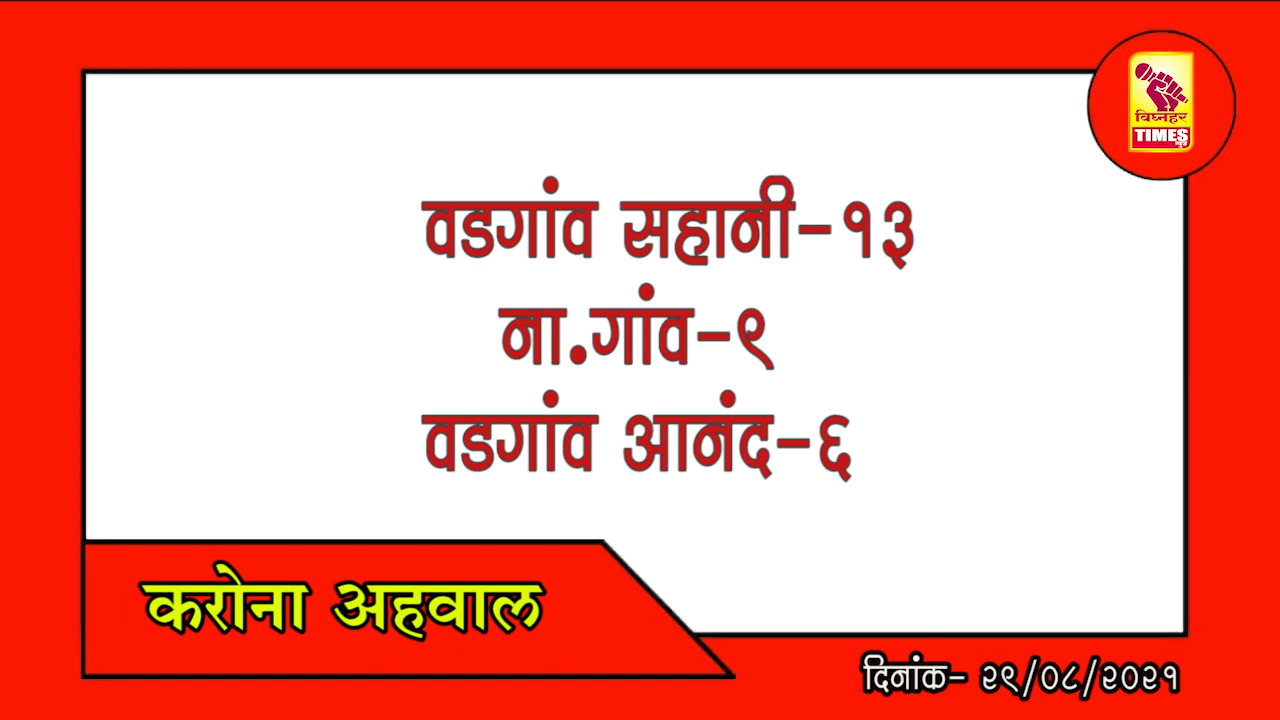 विघ्नहर
TIMES
न्युज
वडगांव सहानी-१३
ना.गांव-९
वडगांव आनंद-६
करोना अहवाल
दिनांक- २९/०८/२०२१